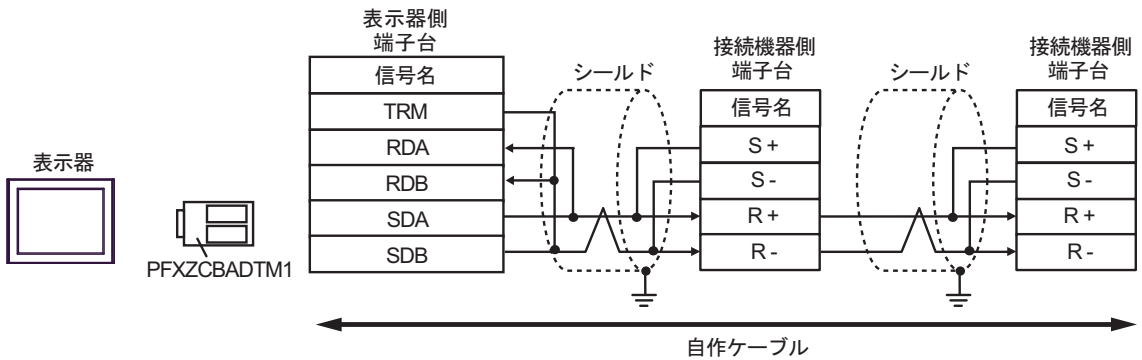 表示器
PFXZCBADTM1
表示器側
端子台
信号名
TRM
RDA
RDB
SDA
SDB
シールド
接続機器側
端子台
信号名
S+
S-
R+
R-
シールド
接続機器側
端子台
信号名
S+
S-
R+
R-
自作ケーブル